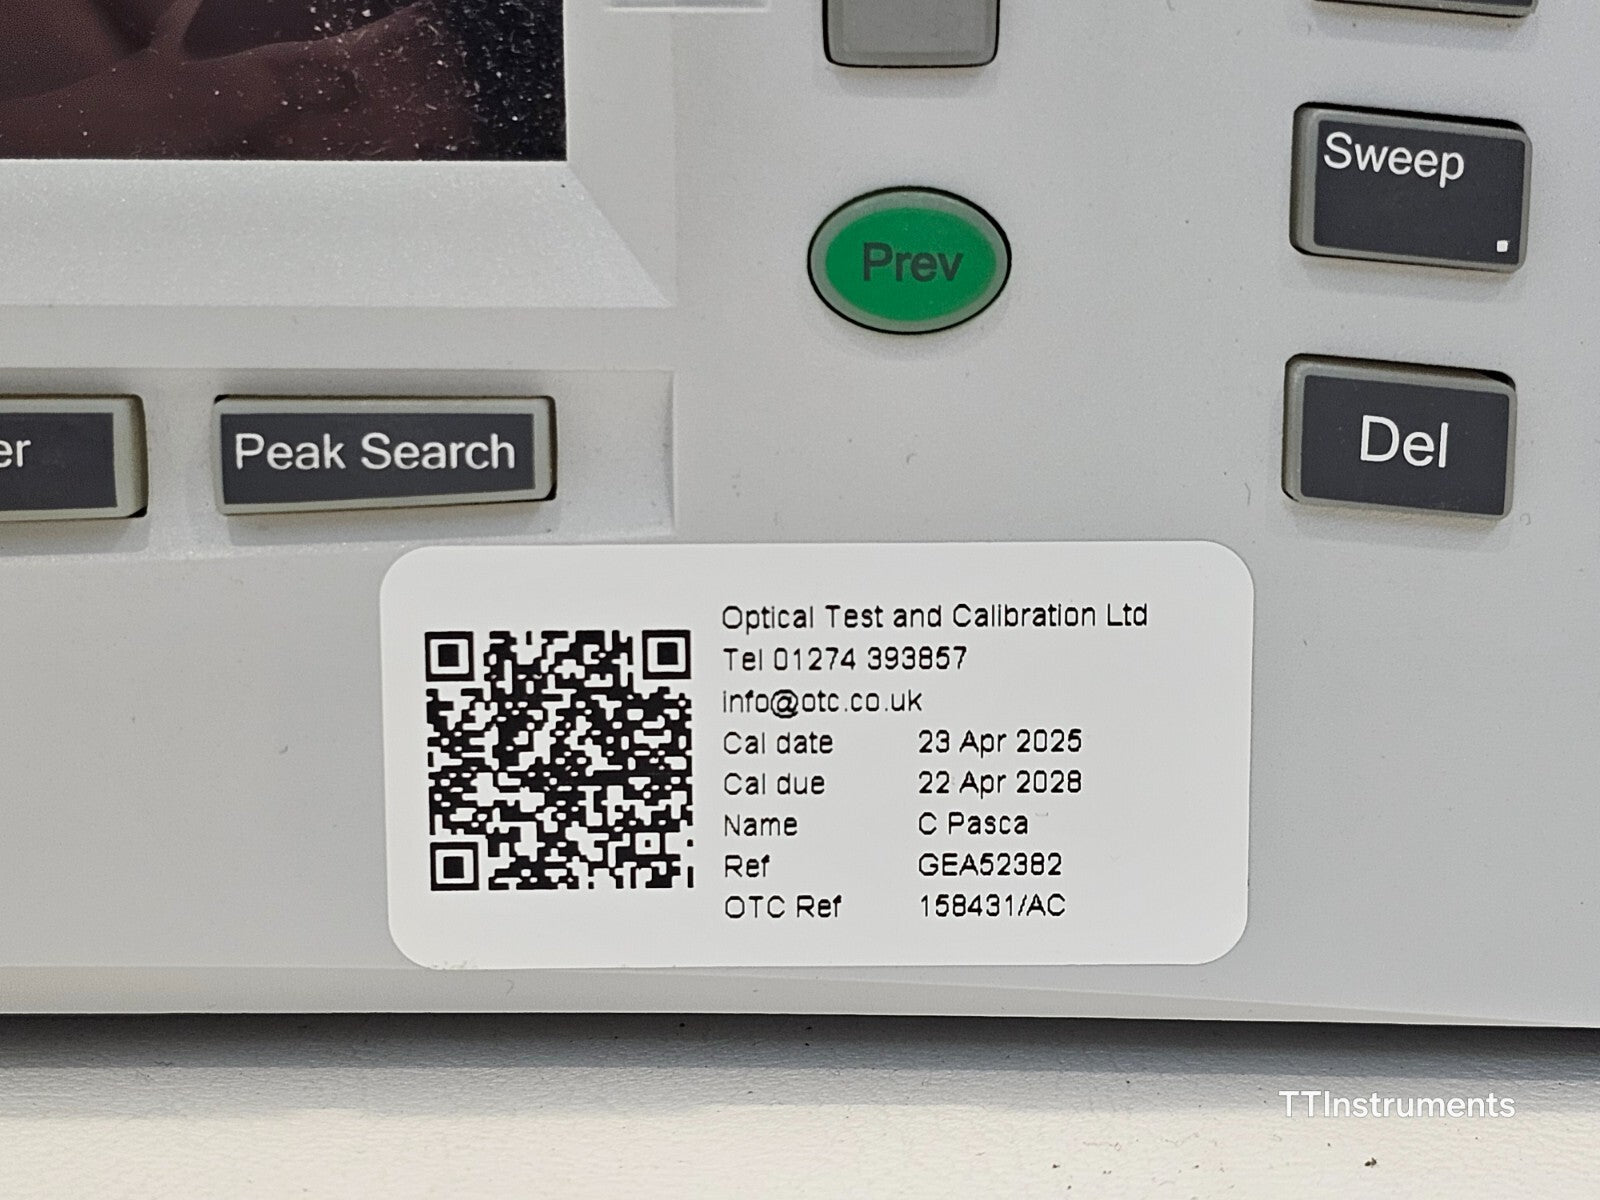 Sweep
Prev
er
Peak Search
Del
Optical Test and Calibration Ltd
Tel 01274 393857
info@otc.co.uk
Cal date 23 Apr 2025
Cal due 22 Apr 2028
Name C Pasca
Ref GEA52382
OTC Ref 158431/AC
TTInstruments